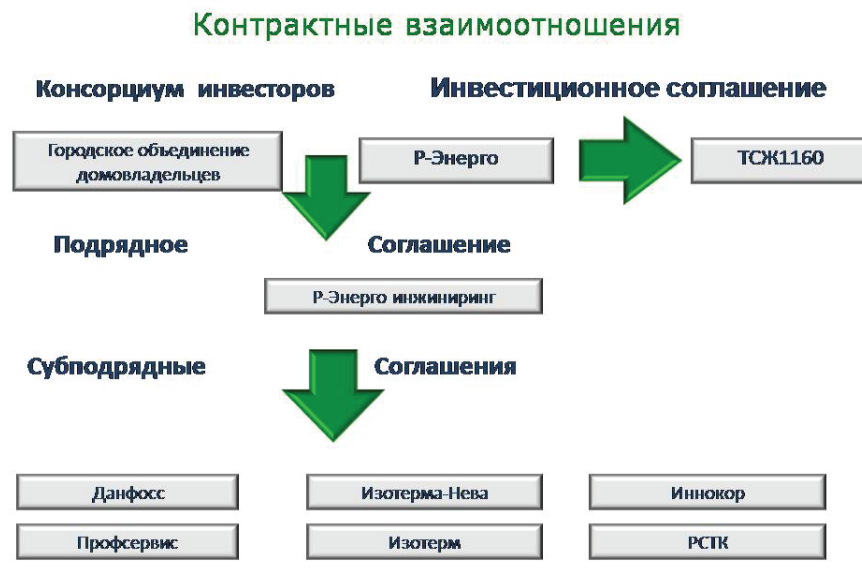 Контрактные взаимоотношения
Консорциум инвесторов
Инвестиционное соглашение
Городское объединение
домовладельцев
Р-Энерго
ТСЖ1160
Подрядное
Соглашение
Р-Энерго инжиниринг
Субподрядные
Соглашения
Данфосс
Изотерма-Нева
Иннокор
Профсервис
Изотерм
РСТК